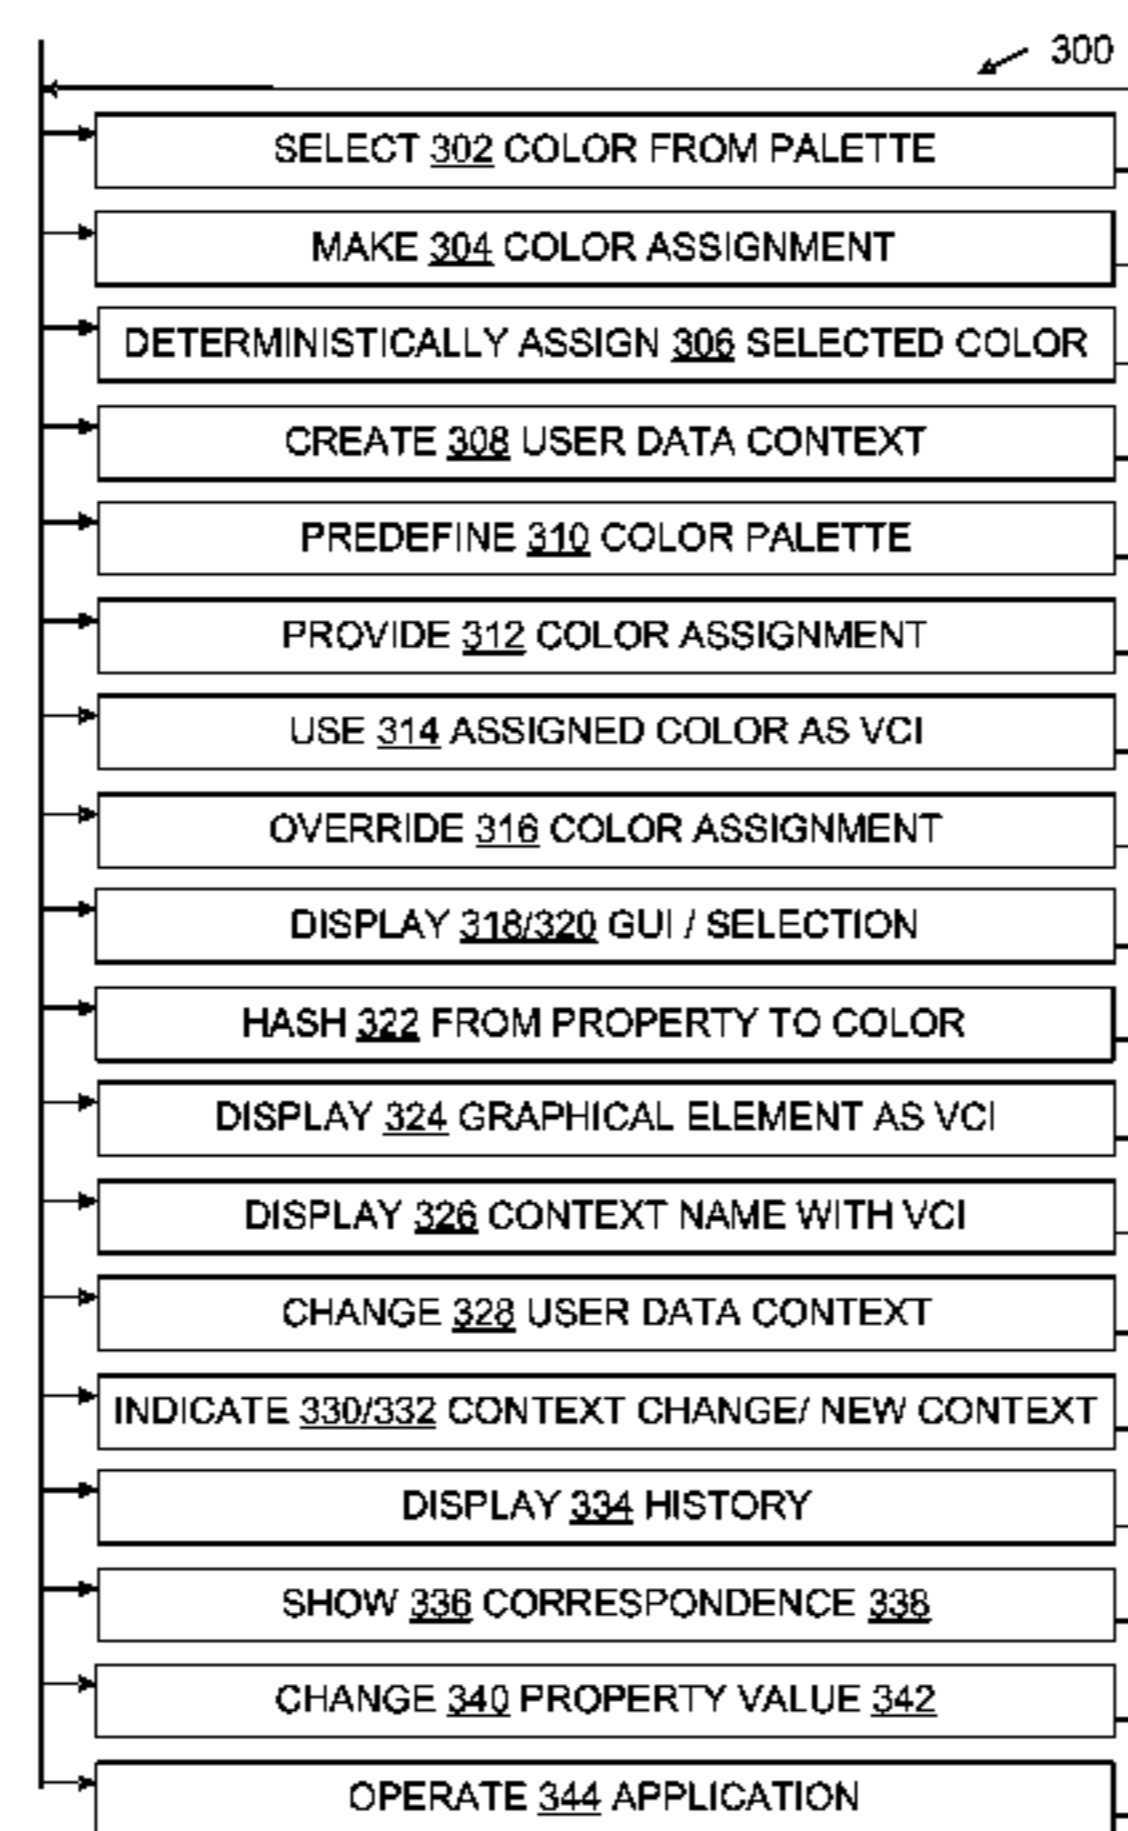 300
SELECT 302 COLOR FROM PALETTE
MAKE 304 COLOR ASSIGNMENT
DETERMINISTICALLY ASSIGN 306 SELECTED COLOR
CREATE 308 USER DATA CONTEXT
PREDEFINE 310 COLOR PALETTE
PROVIDE 312 COLOR ASSIGNMENT
USE 314 ASSIGNED COLOR AS VCI
OVERRIDE 316 COLOR ASSIGNMENT
DISPLAY 318/320 GUI / SELECTION
HASH 322 FROM PROPERTY TO COLOR
DISPLAY 324 GRAPHICAL ELEMENT AS VCI
DISPLAY 326 CONTEXT NAME WITH VCI
CHANGE 328 USER DATA CONTEXT
INDICATE 330/332 CONTEXT CHANGE/ NEW CONTEXT
DISPLAY 334 HISTORY
SHOW 336 CORRESPONDENCE 338
CHANGE 340 PROPERTY VALUE 342
OPERATE 344 APPLICATION